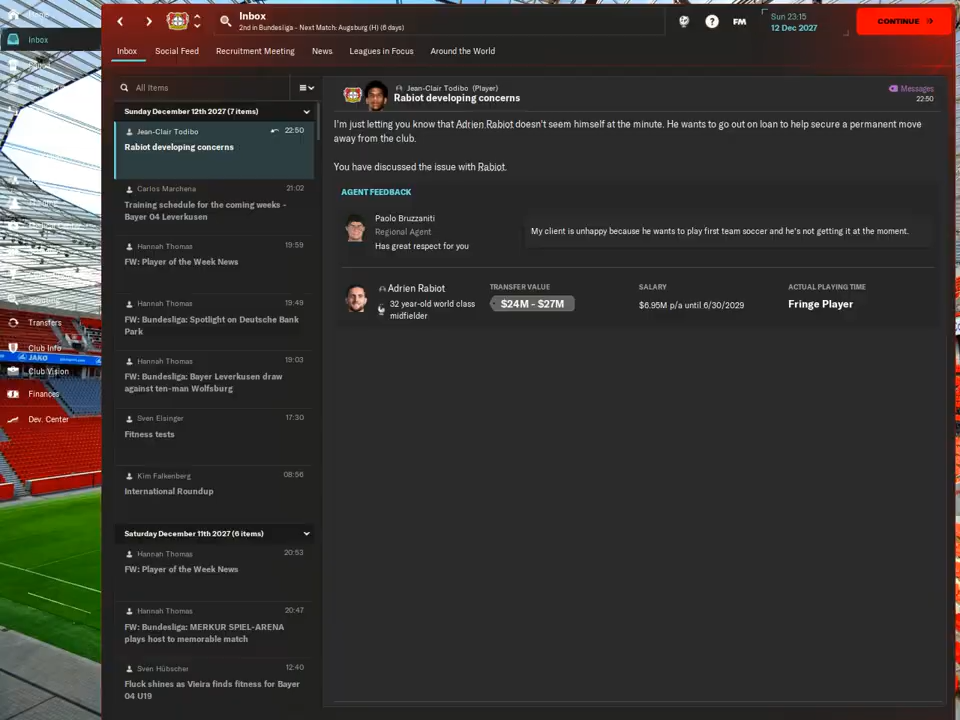 Inbox
2nd in Bundesliga - Next Match: Augsburg (H) (6 days)
FM
Sun 23:15
12 Dec 2027
CONTINUE
Inbox
Inbox
Social Feed
Recruitment Meeting
News
Leagues in Focus
Around the World
Transfers
Club Info
JAKO
Club Vision
Finances
Dev. Center
All Items
Sunday December 12th 2027 (7 items)
Jean-Clair Todibo 22:50
Rabiot developing concerns
Carlos Marchena 21:02
Training schedule for the coming weeks -
Bayer 04 Leverkusen
Hannah Thomas 19:59
FW: Player of the Week News
Hannah Thomas 19:49
FW: Bundesliga: Spotlight on Deutsche Bank
Park
Hannah Thomas 19:03
FW: Bundesliga: Bayer Leverkusen draw
against ten-man Wolfsburg
Sven Elsinger 17:30
Fitness tests
Kim Falkenberg 08:56
International Roundup
Saturday December 11th 2027 (6 items)
Hannah Thomas 20:53
FW: Player of the Week News
Hannah Thomas 20:47
FW: Bundesliga: MERKUR SPIEL-ARENA
plays host to memorable match
Sven Hübscher 12:40
Fluck shines as Vieira finds fitness for Bayer
04 U19
Jean-Clair Todibo (Player)
Rabiot developing concerns
Messages
22:50
I'm just letting you know that Adrien Rabiot doesn't seem himself at the minute. He wants to go out on loan to help secure a permanent move
away from the club.
You have discussed the issue with Rabiot.
AGENT FEEDBACK
Paolo Bruzzaniti
Regional Agent
Has great respect for you
My client is unhappy because he wants to play first team soccer and he's not getting it at the moment.
Adrien Rabiot
32 year-old world class
midfielder
TRANSFER VALUE
$24M - $27M
SALARY
$6.95M p/a until 6/30/2029
ACTUAL PLAYING TIME
Fringe Player